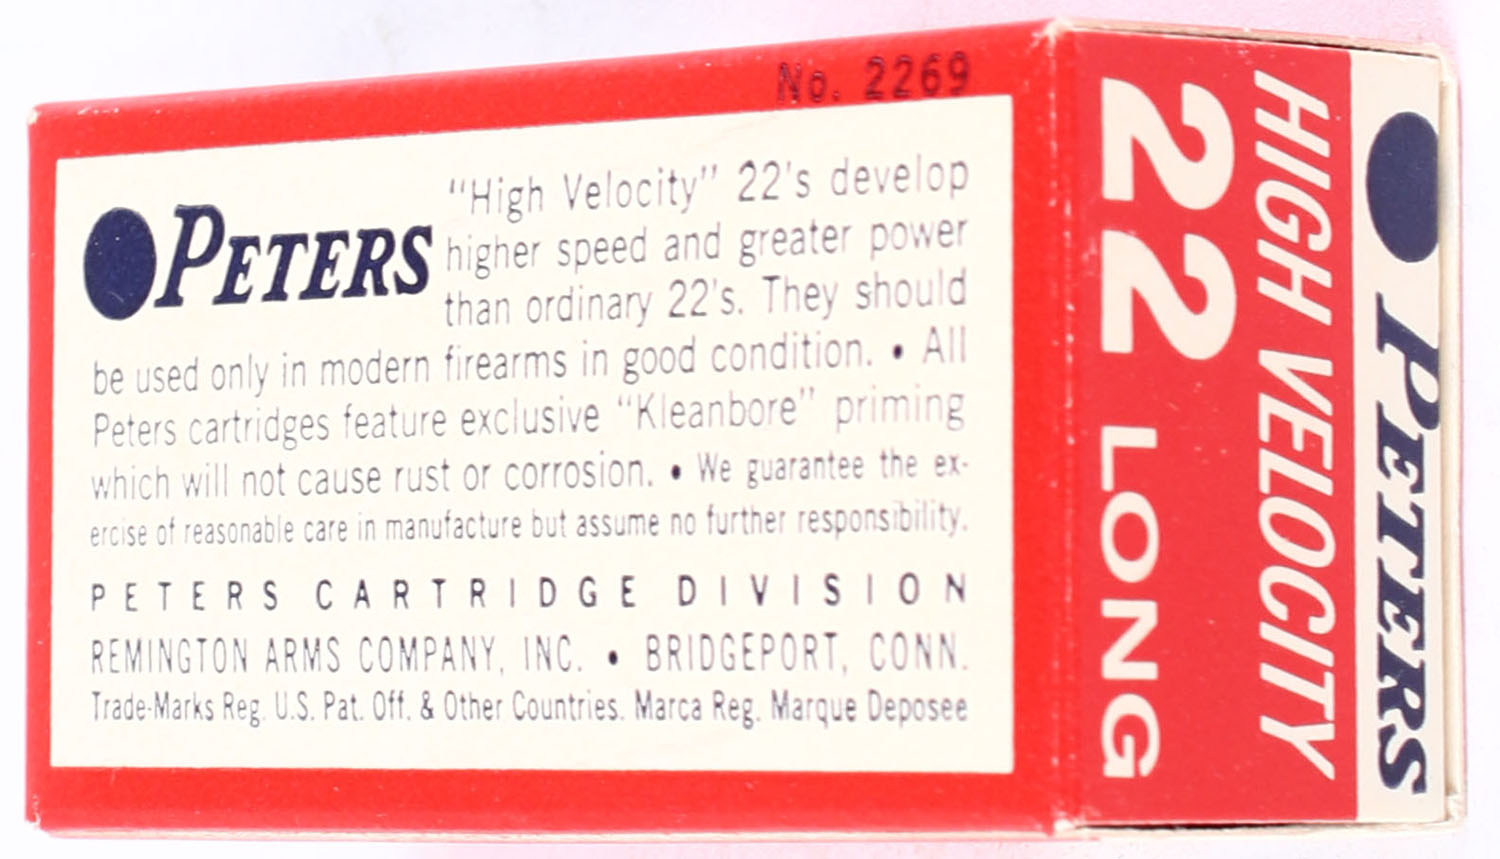 No. 2269
PETERS
"High Velocity" 22's develop
higher speed and greater power
than ordinary 22's. They should
be used only in modern firearms in good condition. • All
Peters cartridges feature exclusive "Kleanbore" priming
which will not cause rust or corrosion. • We guarantee the ex-
ercise of reasonable care in manufacture but assume no further responsibility.
PETERS CARTRIDGE DIVISION
REMINGTON ARMS COMPANY, INC. • BRIDGEPORT, CONN.
Trade-Marks Reg. U.S. Pat. Off. & Other Countries. Marca Reg. Marque Deposee
PETERS
HIGH VELOCITY
22
LONG